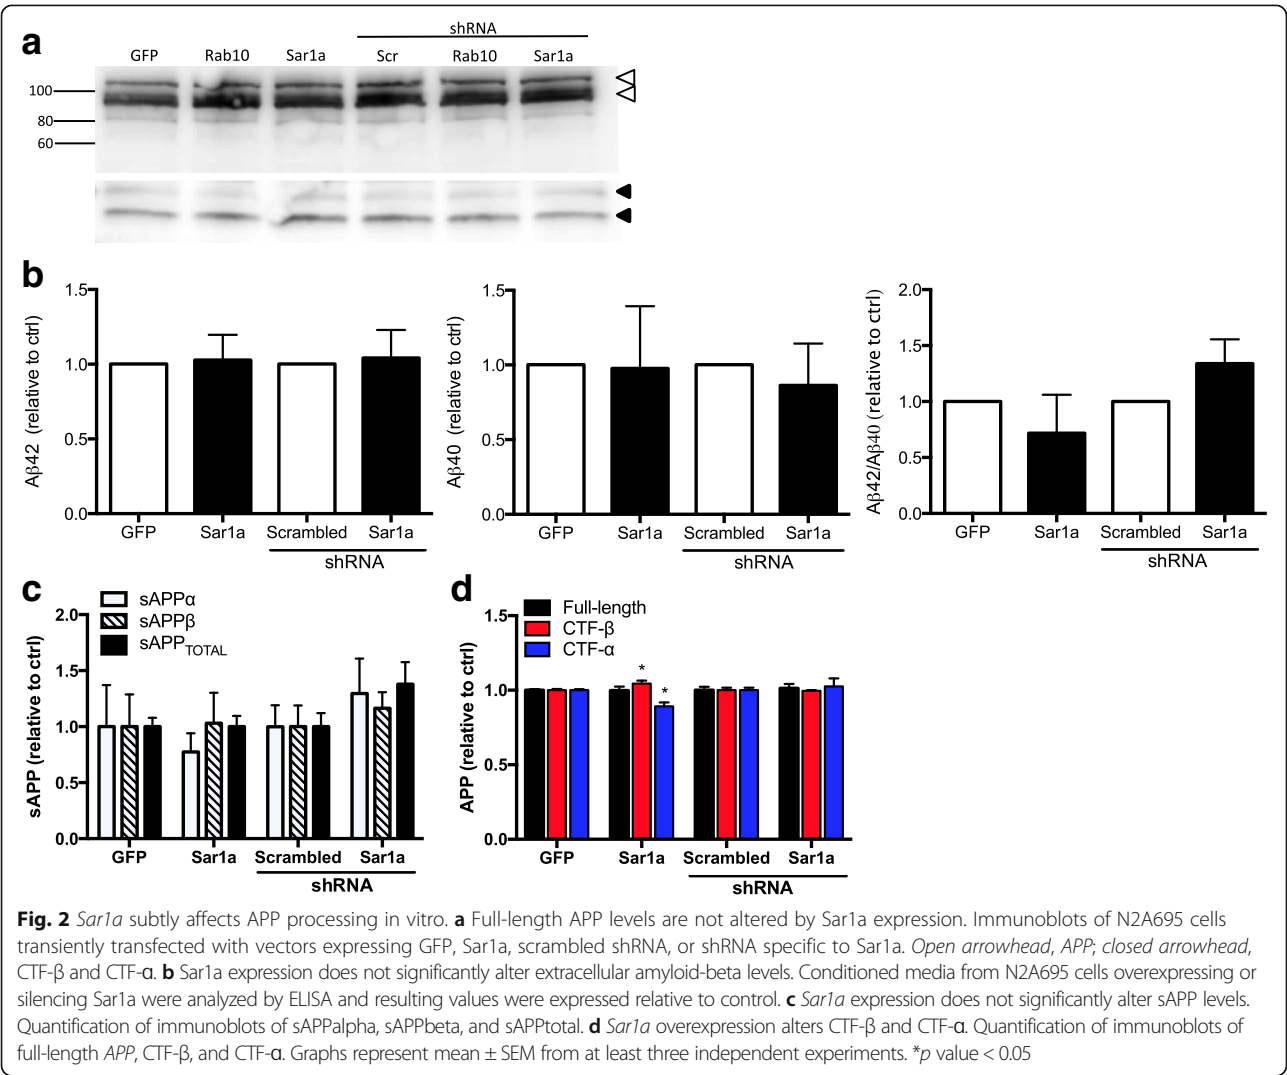 a
shRNA
GFP Rab10 Sar1a Scr Rab10 Sar1a
100
80
60
b
Aβ42 (relative to ctrl)
1.5
1.0
0.5
0.0
GFP Sar1a Scrambled Sar1a
shRNA
Aβ40 (relative to ctrl)
1.5
1.0
0.5
0.0
GFP Sar1a Scrambled Sar1a
shRNA
Aβ42/Aβ40 (relative to ctrl)
2.0
1.5
1.0
0.5
0.0
GFP Sar1a Scrambled Sar1a
shRNA
c
sAPPα
sAPPβ
sAPPTOTAL
sAPP (relative to ctrl)
2.0
1.5
1.0
0.5
0.0
GFP Sar1a Scrambled Sar1a
shRNA
d
Full-length
CTF-β
CTF-α
APP (relative to ctrl)
1.5
1.0
0.5
0.0
* *
GFP Sar1a Scrambled Sar1a
shRNA
Fig. 2 Sar1a subtly affects APP processing in vitro. a Full-length APP levels are not altered by Sar1a expression. Immunoblots of N2A695 cells
transiently transfected with vectors expressing GFP, Sar1a, scrambled shRNA, or shRNA specific to Sar1a. Open arrowhead, APP; closed arrowhead,
CTF-β and CTF-α. b Sar1a expression does not significantly alter extracellular amyloid-beta levels. Conditioned media from N2A695 cells overexpressing or
silencing Sar1a were analyzed by ELISA and resulting values were expressed relative to control. c Sar1a expression does not significantly alter sAPP levels.
Quantification of immunoblots of sAPPalpha, sAPPbeta, and sAPPtotal. d Sar1a overexpression alters CTF-β and CTF-α. Quantification of immunoblots of
full-length APP, CTF-β, and CTF-α. Graphs represent mean ± SEM from at least three independent experiments. *p value < 0.05